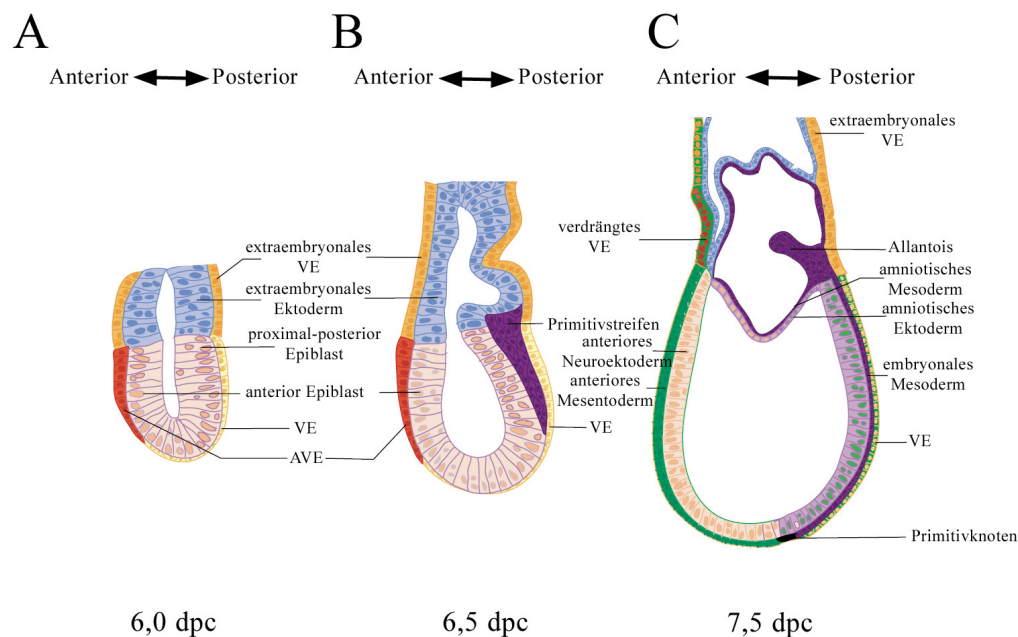 A
B
C
Anterior
Posterior
Anterior
Posterior
Anterior
Posterior
extraembryonales
VE
extraembryonales
Ektoderm
proximal-posterior
Epiblast
anterior Epiblast
VE
AVE
Primitivstreifen
anteriores
Neuroektoderm
anteriores
Mesentoderm
VE
verdrängtes
VE
extraembryonales
VE
Allantois
amniotisches
Mesoderm
amniotisches
Ektoderm
embryonales
Mesoderm
VE
Primitivknoten
6,0 dpc
6,5 dpc
7,5 dpc